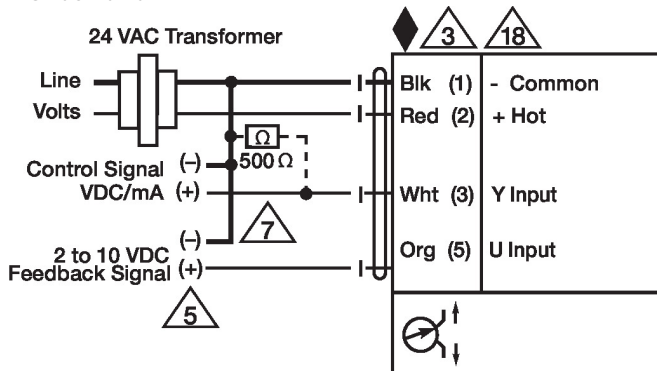 24 VAC Transformer
3
18
Line
Volts
Blk (1) - Common
Red (2) + Hot
Ω
500 Ω
Control Signal (–)
VDC/mA (+)
Wht (3) Y Input
7
(–)
2 to 10 VDC
Feedback Signal (+)
Org (5) U Input
5